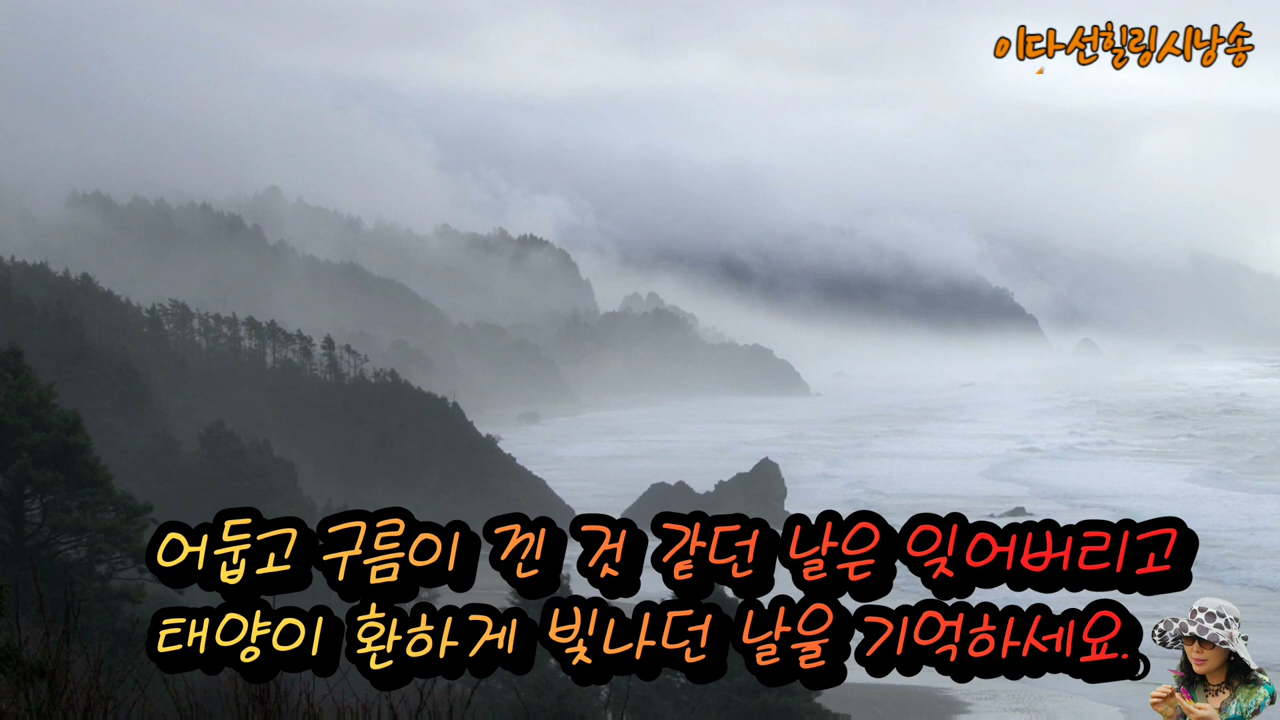 이다선힐링시낭송
어둡고 구름이 낀 것 같던 날은 잊어버리고
태양이 환하게 빛나던 날을 기억하세요.